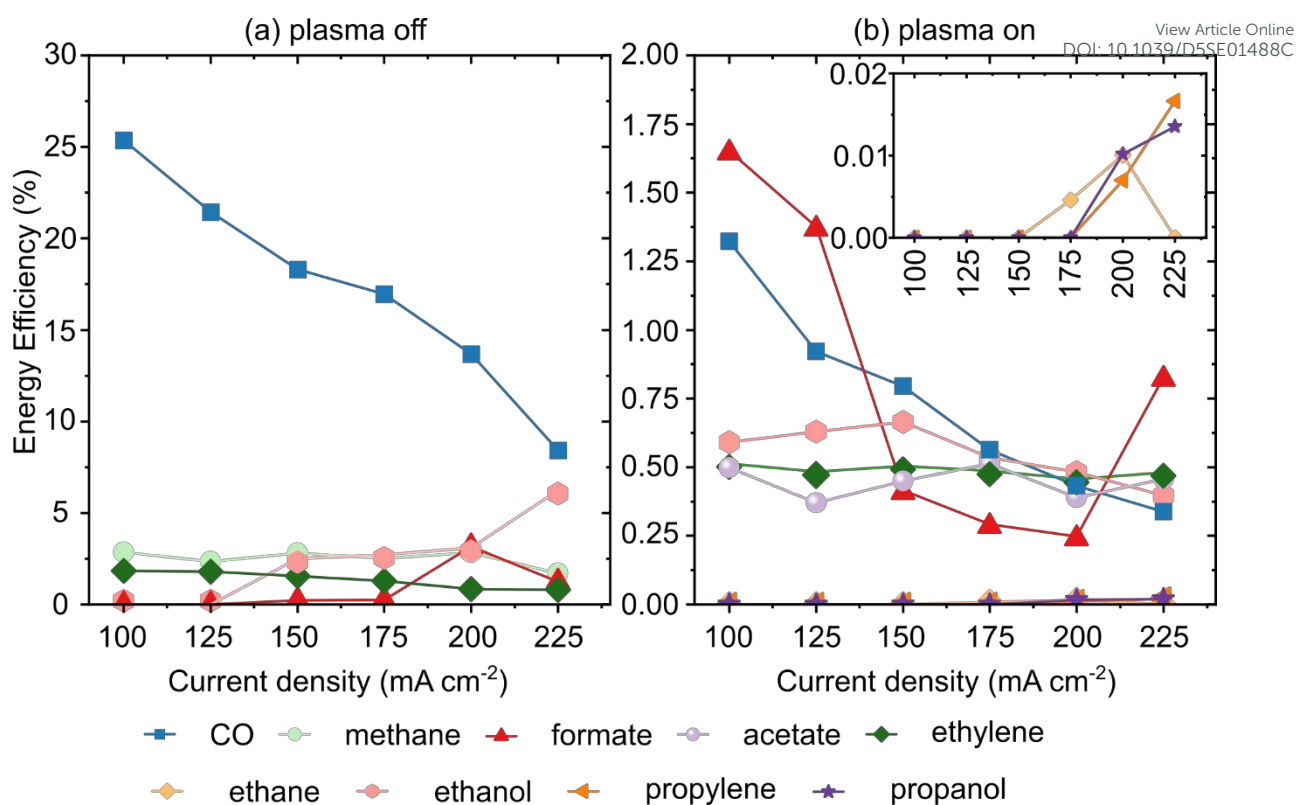 (a) plasma off
(b) plasma on
View Article Online
DOI: 10.1039/D5SE01488C
Energy Efficiency (%)
30
25
20
15
10
5
0
100 125 150 175 200 225
Current density (mA cm⁻²)
2.00
1.75
1.50
1.25
1.00
0.75
0.50
0.25
0.00
100 125 150 175 200 225
Current density (mA cm⁻²)
0.02
0.01
0.00
100 125 150 175 200 225
CO methane formate acetate ethylene
ethane ethanol propylene propanol